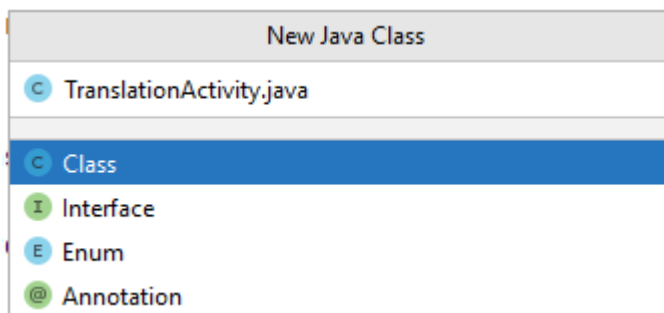 New Java Class
C TranslationActivity.java
C Class
I Interface
E Enum
@ Annotation